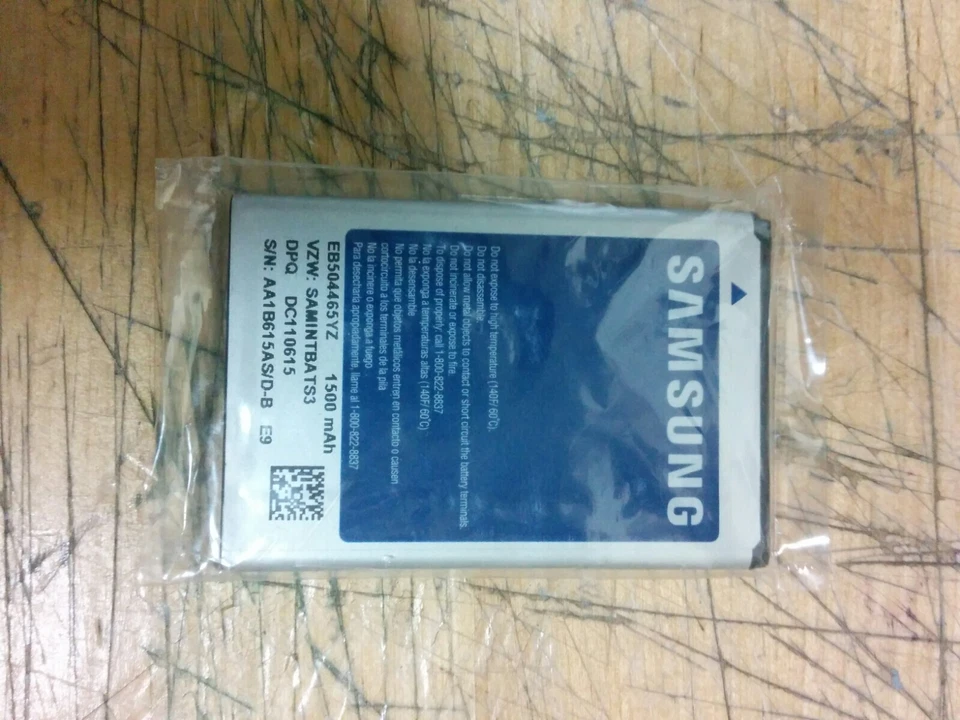 SAMSUNG
Do not expose to high temperature (140F/ 60°C).
Do not disassemble.
Do not allow metal objects to contact or short circuit the battery terminals.
Do not incinerate or expose to fire.
To dispose of properly, call 1-800-822-8837
No la exponga a temperaturas altas (140F/ 60°C)
No la desensamble
No permita que objetos metálicos entren en contacto o causen
cortocircuito a los terminales de la pila
No la incinere o exponga a fuego
Para desecharla apropiadamente, llame al 1-800-822-8837
EB504465YZ 1500 mAh
VZW: SAMINTBATS3
DPQ DC110615
S/N: AA1B615AS/D-B E9